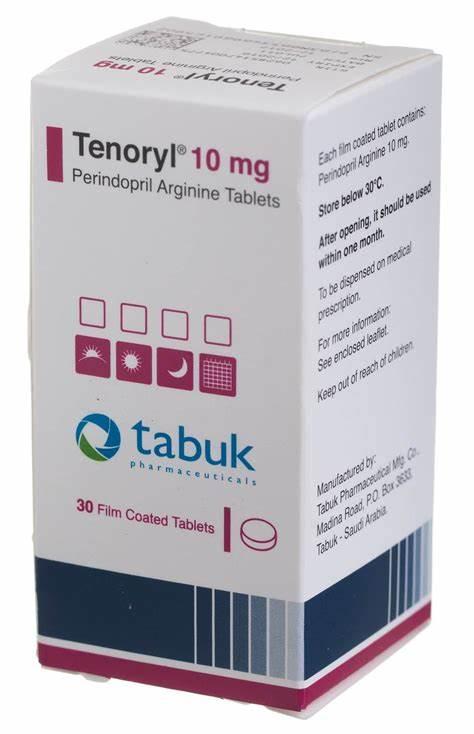 Tenoryl® 10 mg
Perindopril Arginine Tablets
Tenoryl® 10 mg
Perindopril Arginine Tablets
tabuk
pharmaceuticals
30 Film Coated Tablets
Each film coated tablet contains:
Perindopril Arginine 10 mg.
Store below 30°C.
After opening, it should be used
within one month.
To be dispensed on medical
prescription.
For more information:
See enclosed leaflet.
Keep out of reach of children.
Manufactured by:
Tabuk Pharmaceutical Mfg. Co.,
Madina Road, P.O. Box 3633,
Tabuk - Saudi Arabia.